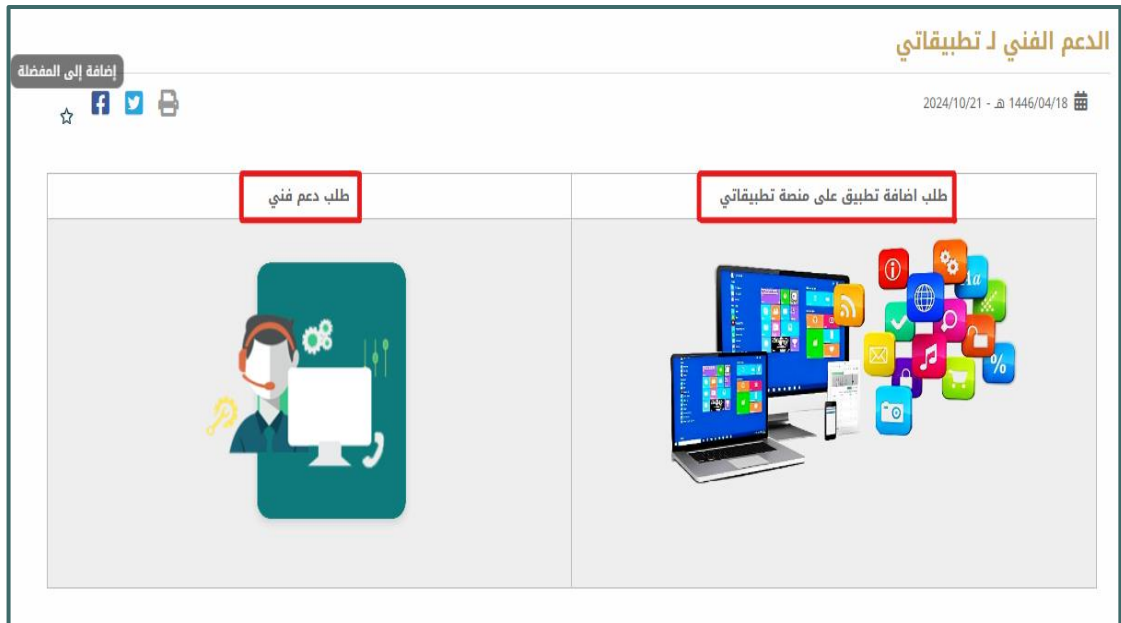 الدعم الفني لـ تطبيقاتي
إضافة إلى المفضلة
1446/04/18 هـ - 2024/10/21
طلب اضافة تطبيق على منصة تطبيقاتي
طلب دعم فني
Aa
%